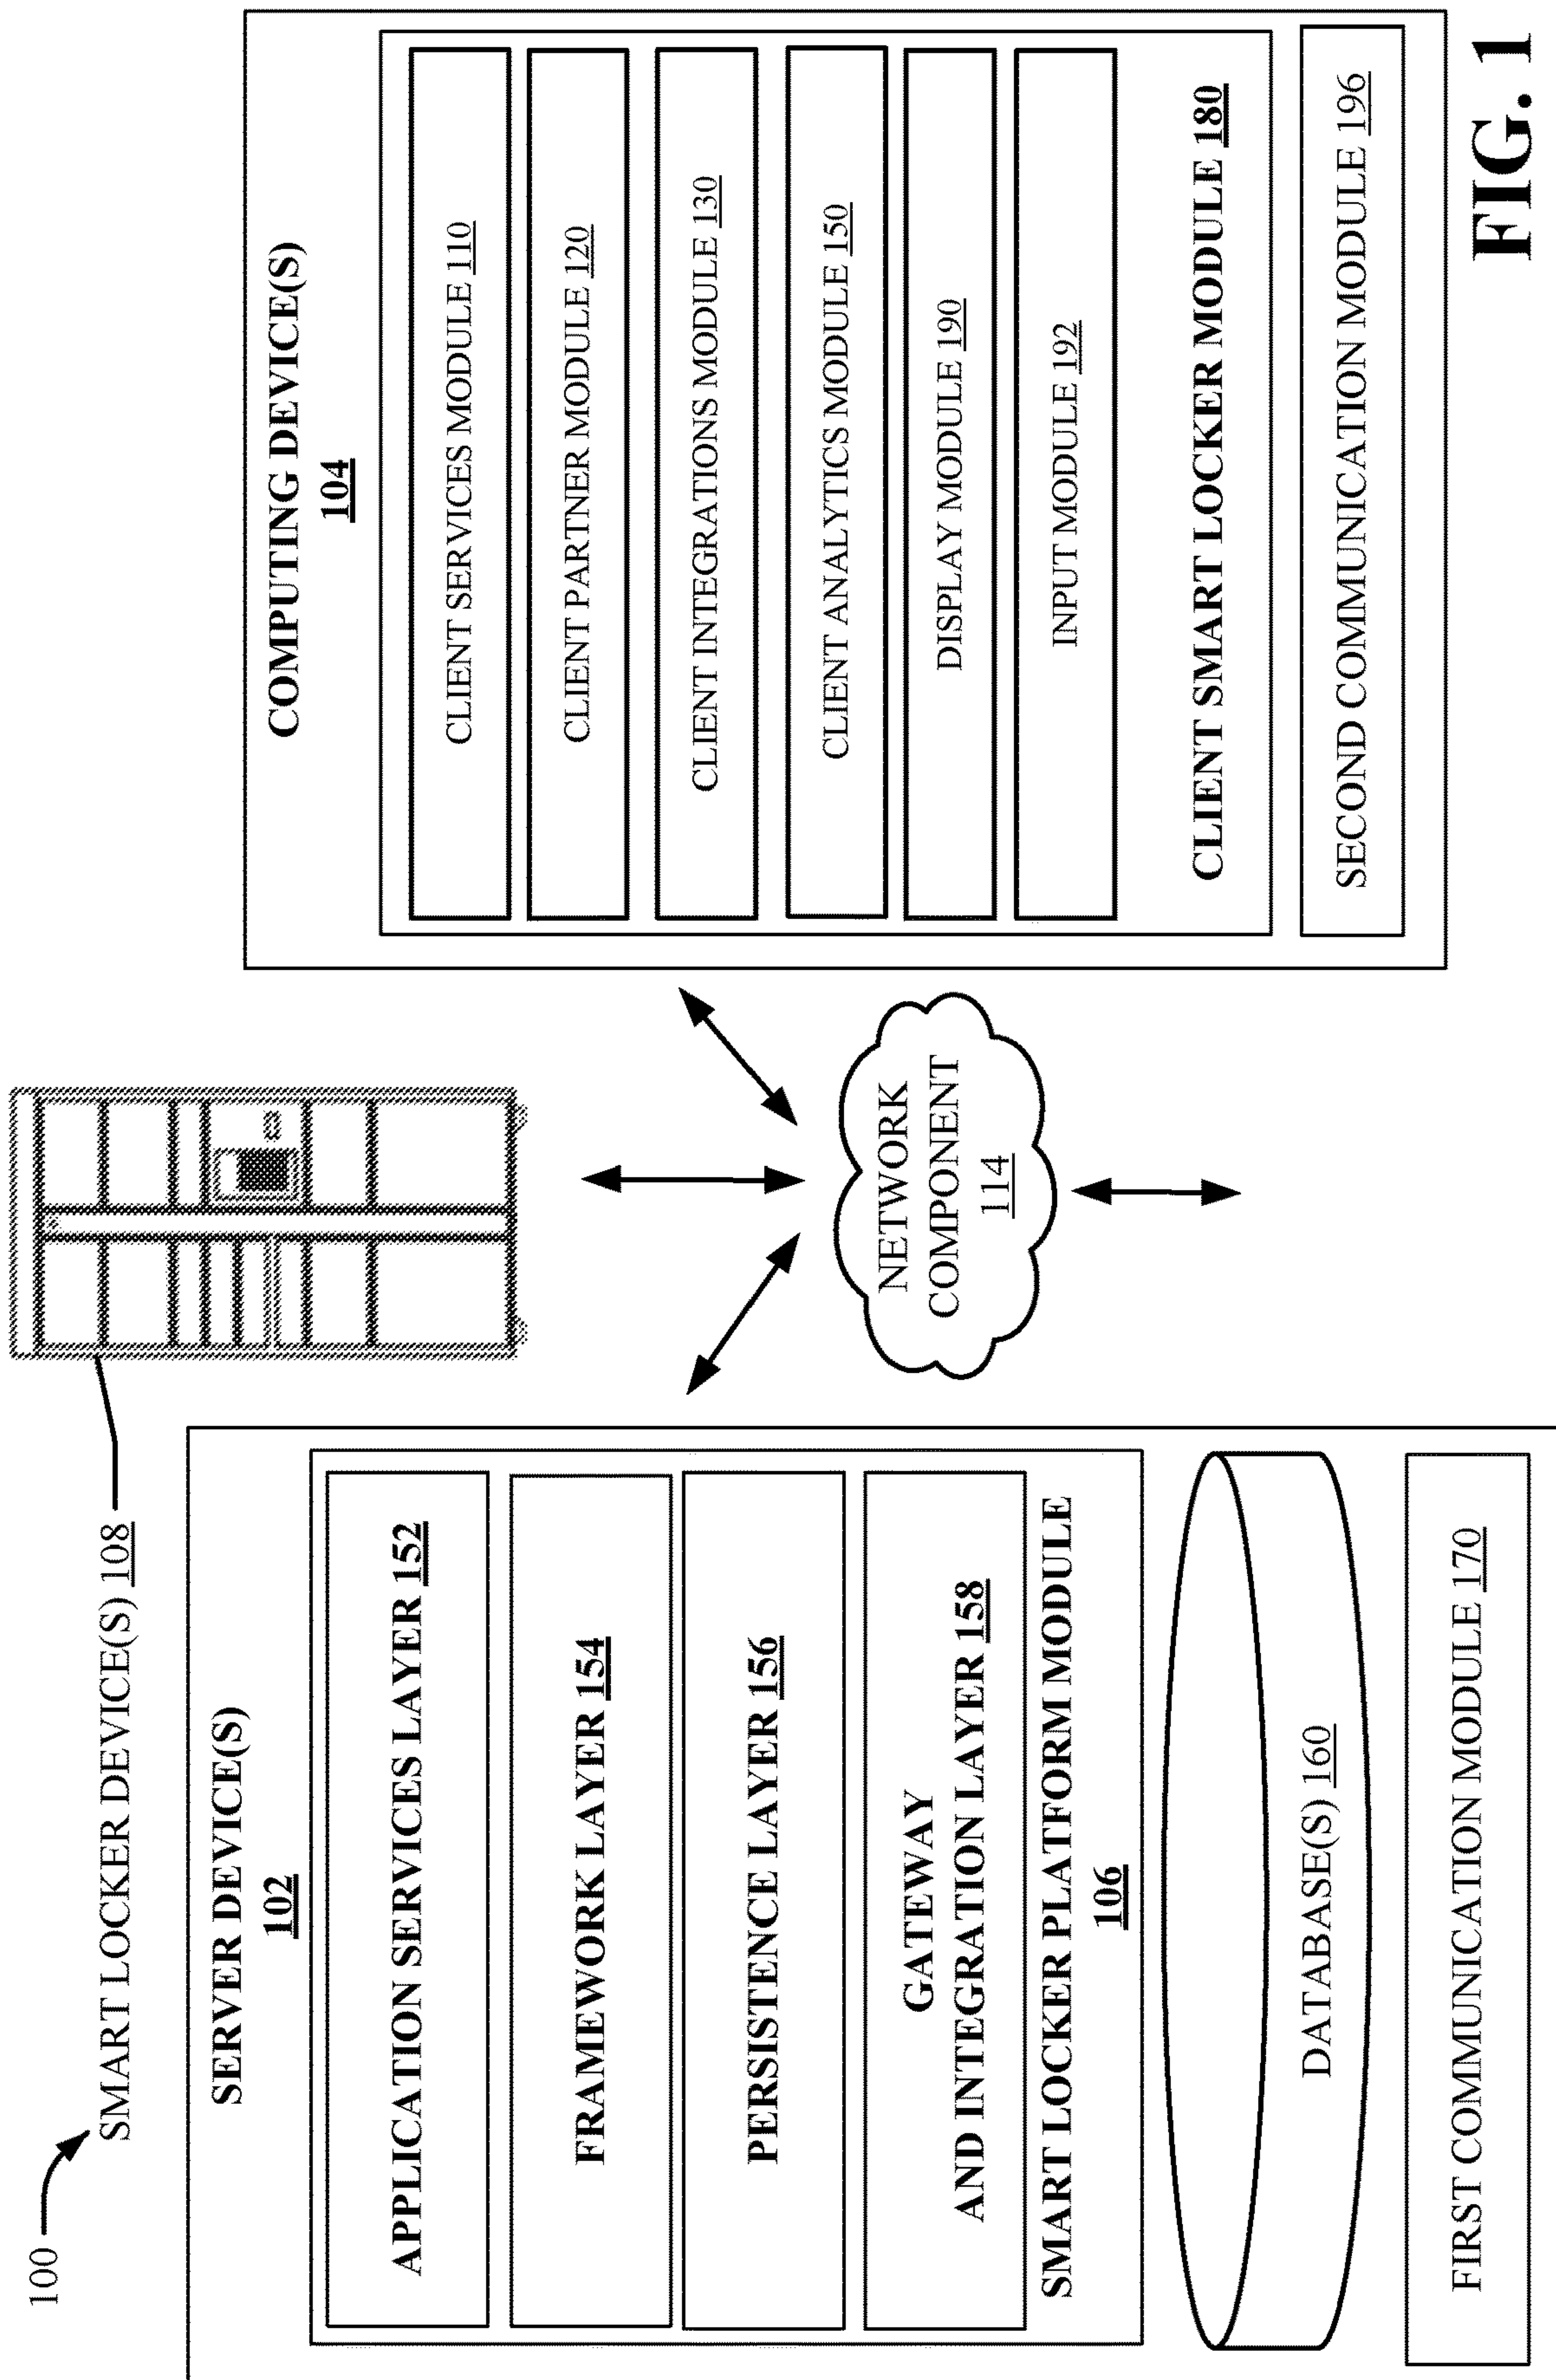 100
SMART LOCKER DEVICE(S) 108
SERVER DEVICE(S)
102
APPLICATION SERVICES LAYER 152
FRAMEWORK LAYER 154
PERSISTENCE LAYER 156
GATEWAY
AND INTEGRATION LAYER 158
SMART LOCKER PLATFORM MODULE
106
DATABASE(S) 160
FIRST COMMUNICATION MODULE 170
NETWORK
COMPONENT
114
COMPUTING DEVICE(S)
104
CLIENT SERVICES MODULE 110
CLIENT PARTNER MODULE 120
CLIENT INTEGRATIONS MODULE 130
CLIENT ANALYTICS MODULE 150
DISPLAY MODULE 190
INPUT MODULE 192
CLIENT SMART LOCKER MODULE 180
SECOND COMMUNICATION MODULE 196
FIG. 1